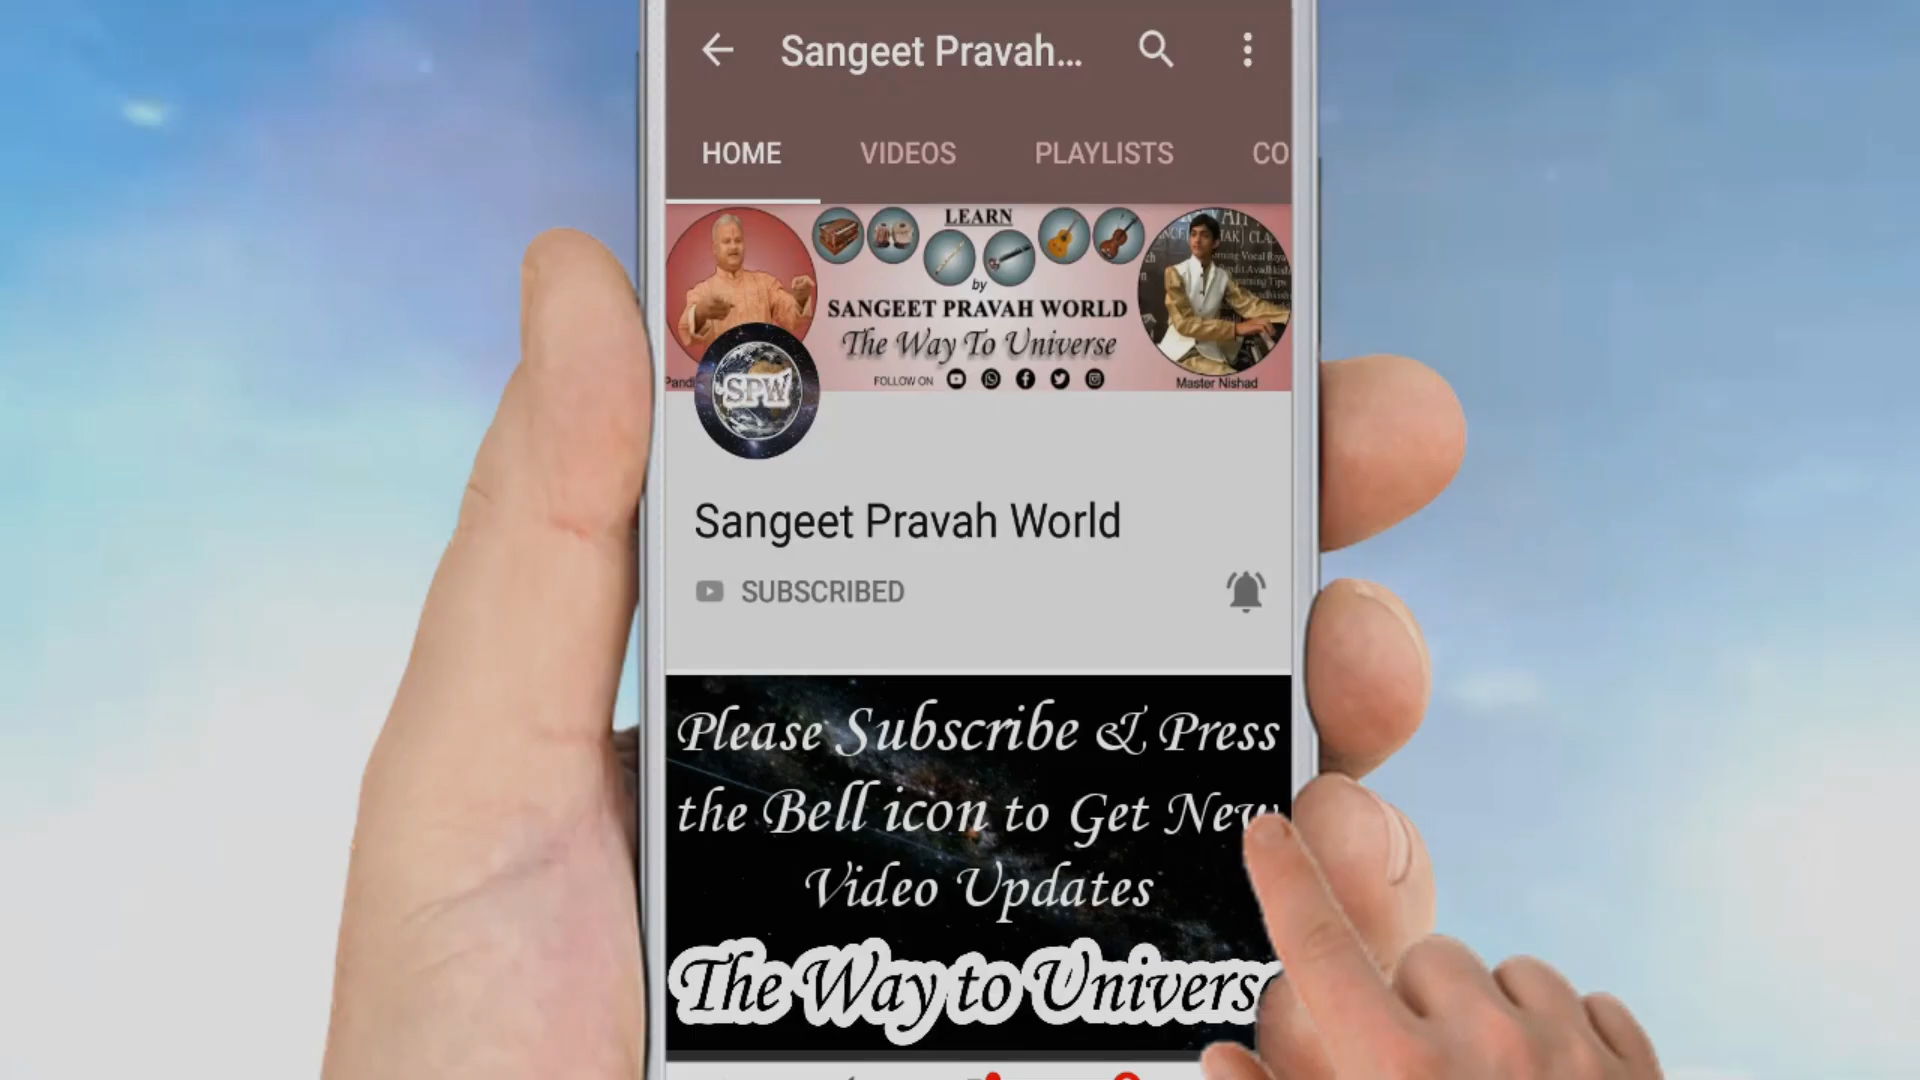 Sangeet Pravah...
HOME VIDEOS PLAYLISTS CO
LEARN
by
SANGEET PRAVAH WORLD
The Way To Universe
FOLLOW ON
Pandi
Master Nishad
SPW
Sangeet Pravah World
SUBSCRIBED
Please Subscribe & Press
the Bell icon to Get New
Video Updates
The Way to Universe